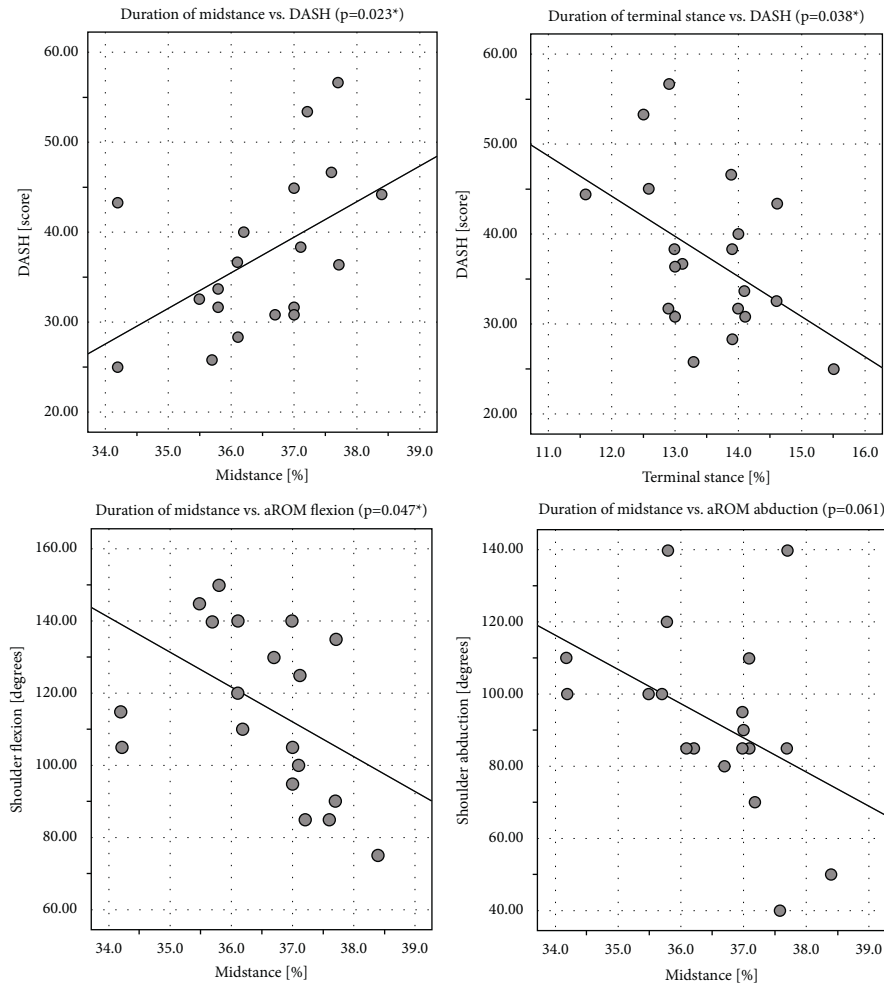 Duration of midstance vs. DASH (p=0.023*)
60.00
50.00
40.00
30.00
20.00
DASH [score]
34.0 35.0 36.0 37.0 38.0 39.0
Midstance [%]
Duration of terminal stance vs. DASH (p=0.038*)
60.00
50.00
40.00
30.00
20.00
DASH [score]
11.0 12.0 13.0 14.0 15.0 16.0
Terminal stance [%]
Duration of midstance vs. aROM flexion (p=0.047*)
160.00
140.00
120.00
100.00
80.00
60.00
Shoulder flexion [degrees]
34.0 35.0 36.0 37.0 38.0 39.0
Midstance [%]
Duration of midstance vs. aROM abduction (p=0.061)
140.00
120.00
100.00
80.00
60.00
40.00
Shoulder abduction [degrees]
34.0 35.0 36.0 37.0 38.0 39.0
Midstance [%]